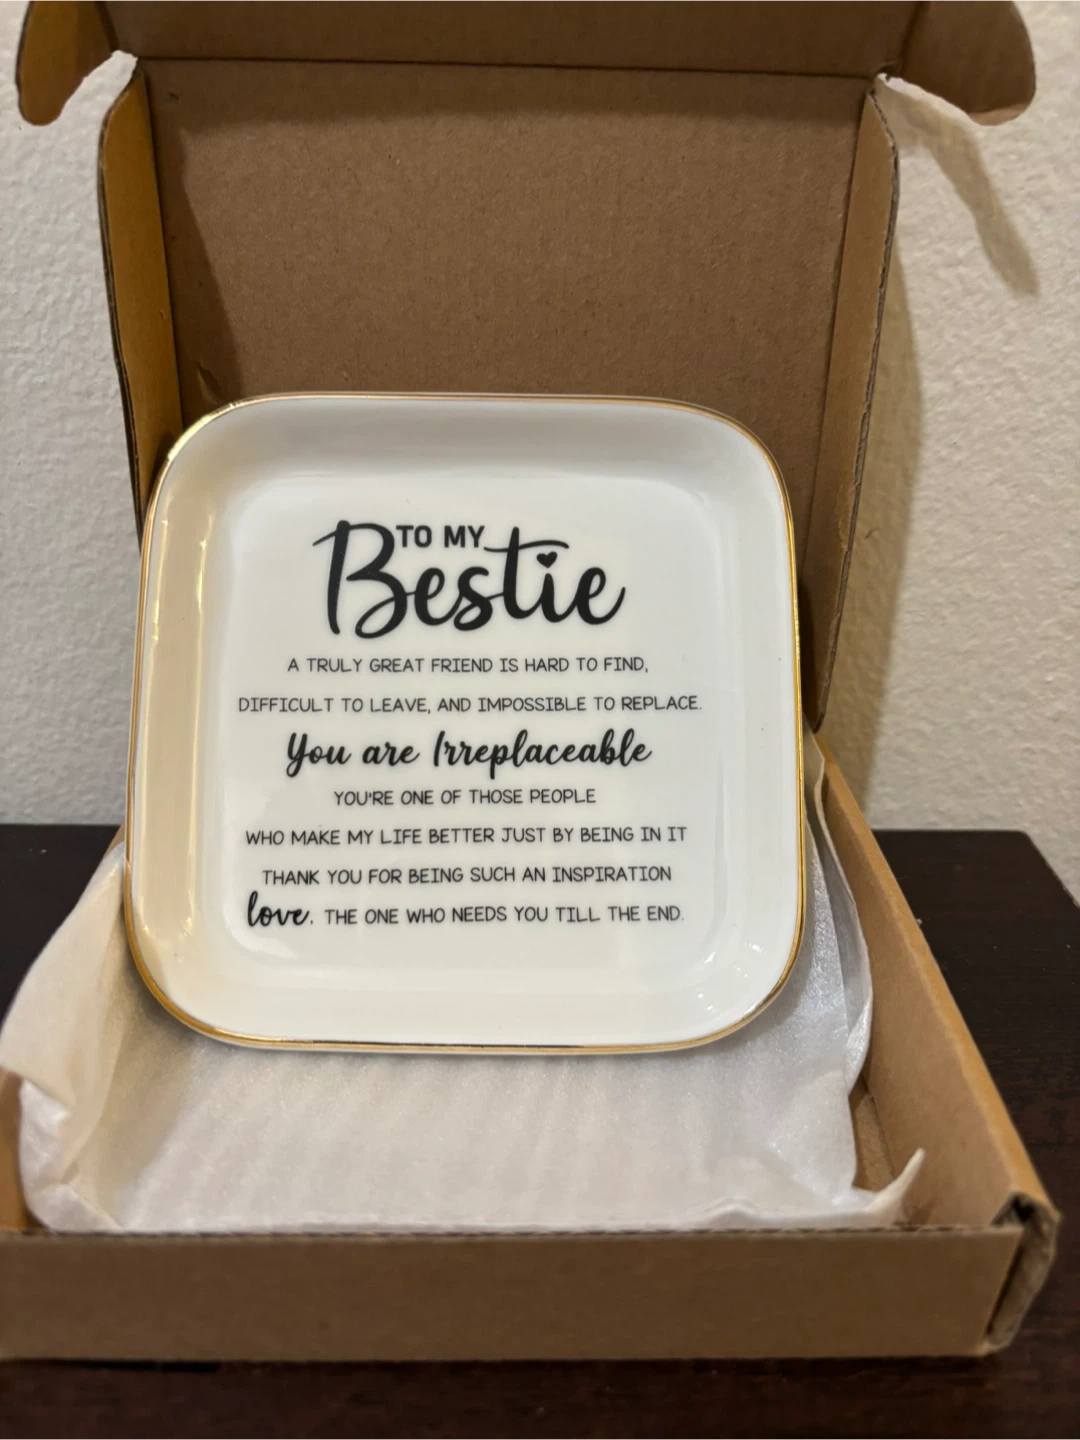 TO MY
Bestie
A TRULY GREAT FRIEND IS HARD TO FIND,
DIFFICULT TO LEAVE, AND IMPOSSIBLE TO REPLACE.
You are Irreplaceable
YOU'RE ONE OF THOSE PEOPLE
WHO MAKE MY LIFE BETTER JUST BY BEING IN IT
THANK YOU FOR BEING SUCH AN INSPIRATION
love. THE ONE WHO NEEDS YOU TILL THE END.